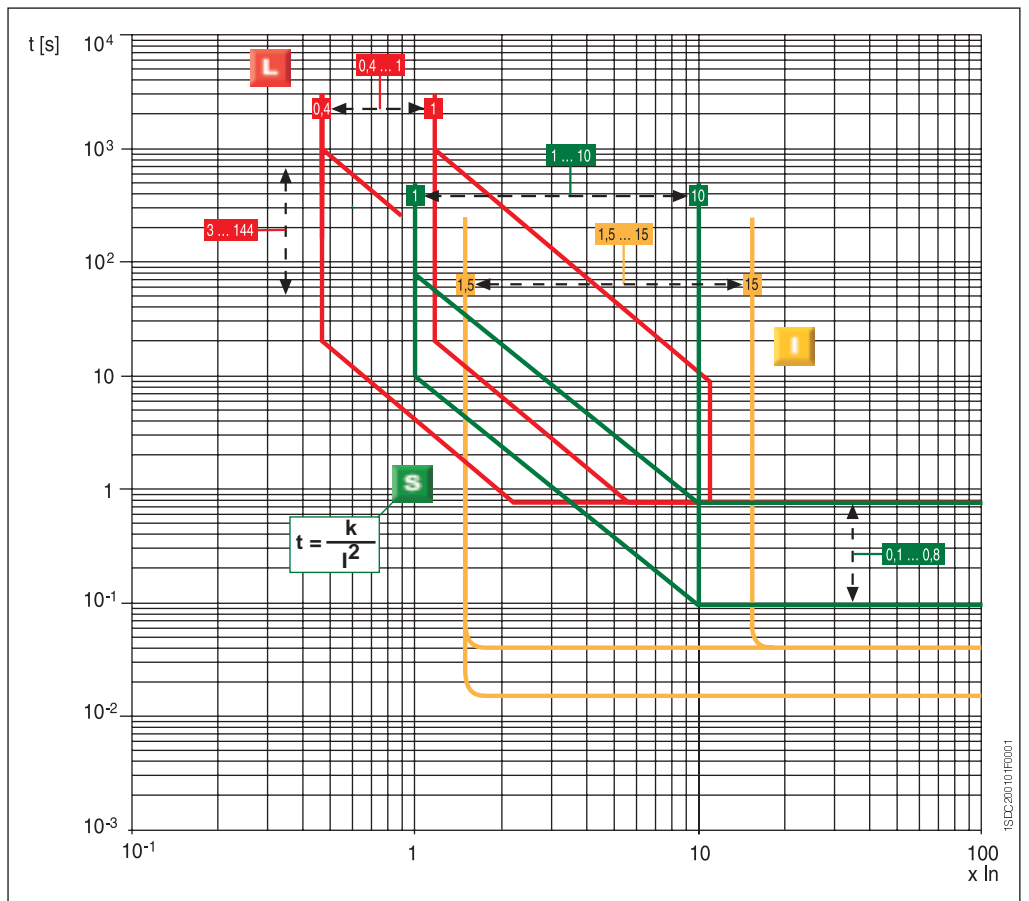 t [s]
10⁴
10³
10²
10
1
10⁻¹
10⁻²
10⁻³
L
0,4 ... 1
0,4
1
1 ... 10
1
10
3 ... 144
1,5 ... 15
1,5
15
I
S
t = k / I²
0,1 ... 0,8
10⁻¹
1
10
100
x In
1SDC200101F0001